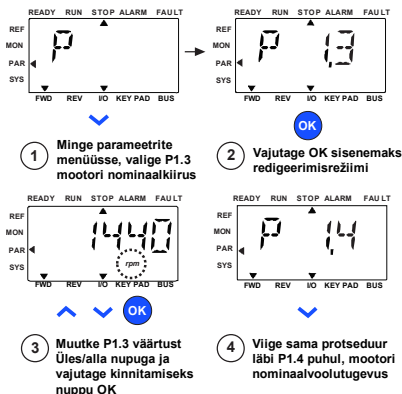 READY RUN STOP ALARM FAULT
REF
MON
PAR
SYS
P
FWD REV I/O KEYPAD BUS
1 Minge parameetrite
menüüsse, valige P1.3
mootori nominaalkiirus
READY RUN STOP ALARM FAULT
REF
MON
PAR
SYS
P 1,3
FWD REV I/O KEYPAD BUS
OK
2 Vajutage OK sisenemaks
redigeerimisrežiimi
READY RUN STOP ALARM FAULT
REF
MON
PAR
SYS
1440
rpm
FWD REV I/O KEYPAD BUS
OK
3 Muutke P1.3 väärtust
Üles/alla nupuga ja
vajutage kinnitamiseks
nuppu OK
READY RUN STOP ALARM FAULT
REF
MON
PAR
SYS
P 1,4
FWD REV I/O KEYPAD BUS
4 Viige sama protseduur
läbi P1.4 puhul, mootori
nominaalvoolutugevus